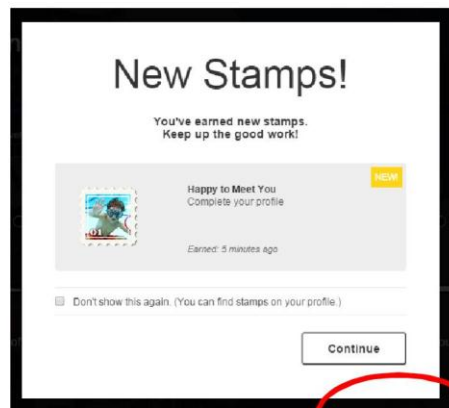 New Stamps!
You've earned new stamps.
Keep up the good work!
NEW!
Happy to Meet You
Complete your profile
01
Earned: 5 minutes ago
Don't show this again. (You can find stamps on your profile.)
Continue